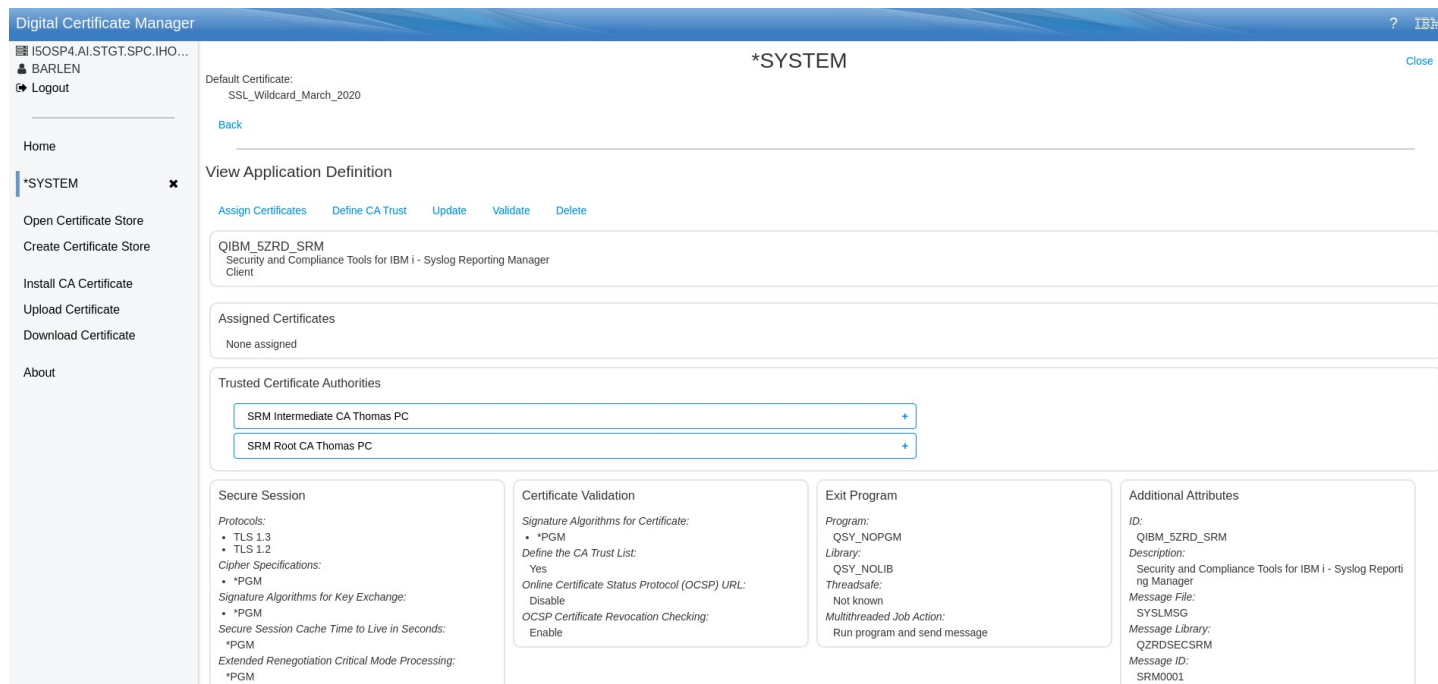 Digital Certificate Manager
?
IBM
I5OSP4.AI.STGT.SPC.IHO...
BARLEN
Logout
Home
*SYSTEM
Open Certificate Store
Create Certificate Store
Install CA Certificate
Upload Certificate
Download Certificate
About
*SYSTEM
Close
Default Certificate:
SSL_Wildcard_March_2020
Back
View Application Definition
Assign Certificates Define CA Trust Update Validate Delete
QIBM_5ZRD_SRM
Security and Compliance Tools for IBM i - Syslog Reporting Manager
Client
Assigned Certificates
None assigned
Trusted Certificate Authorities
SRM Intermediate CA Thomas PC +
SRM Root CA Thomas PC +
Secure Session
Protocols:
• TLS 1.3
• TLS 1.2
Cipher Specifications:
• *PGM
Signature Algorithms for Key Exchange:
• *PGM
Secure Session Cache Time to Live in Seconds:
*PGM
Extended Renegotiation Critical Mode Processing:
*PGM
Certificate Validation
Signature Algorithms for Certificate:
• *PGM
Define the CA Trust List:
Yes
Online Certificate Status Protocol (OCSP) URL:
Disable
OCSP Certificate Revocation Checking:
Enable
Exit Program
Program:
QSY_NOPGM
Library:
QSY_NOLIB
Threadsafe:
Not known
Multithreaded Job Action:
Run program and send message
Additional Attributes
ID:
QIBM_5ZRD_SRM
Description:
Security and Compliance Tools for IBM i - Syslog Reporti
ng Manager
Message File:
SYSLMSG
Message Library:
QZRDSECSRM
Message ID:
SRM0001